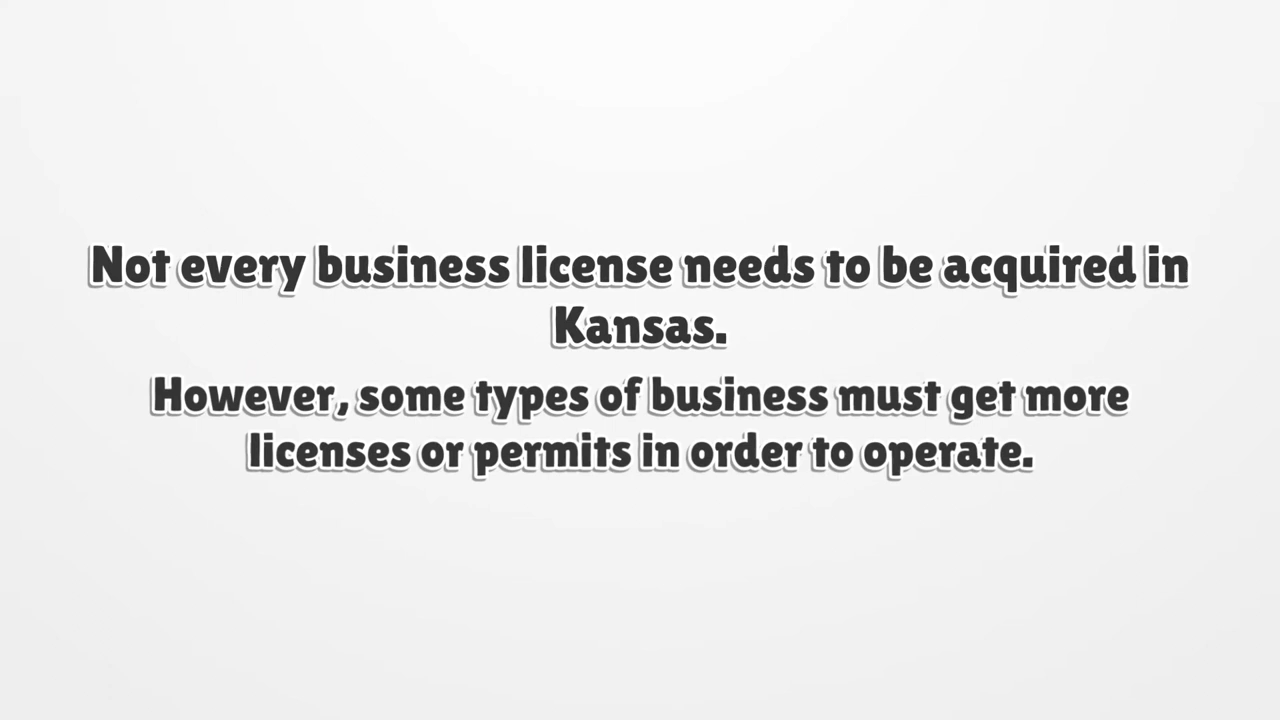 Not every business license needs to be acquired in
Kansas.
However, some types of business must get more
licenses or permits in order to operate.